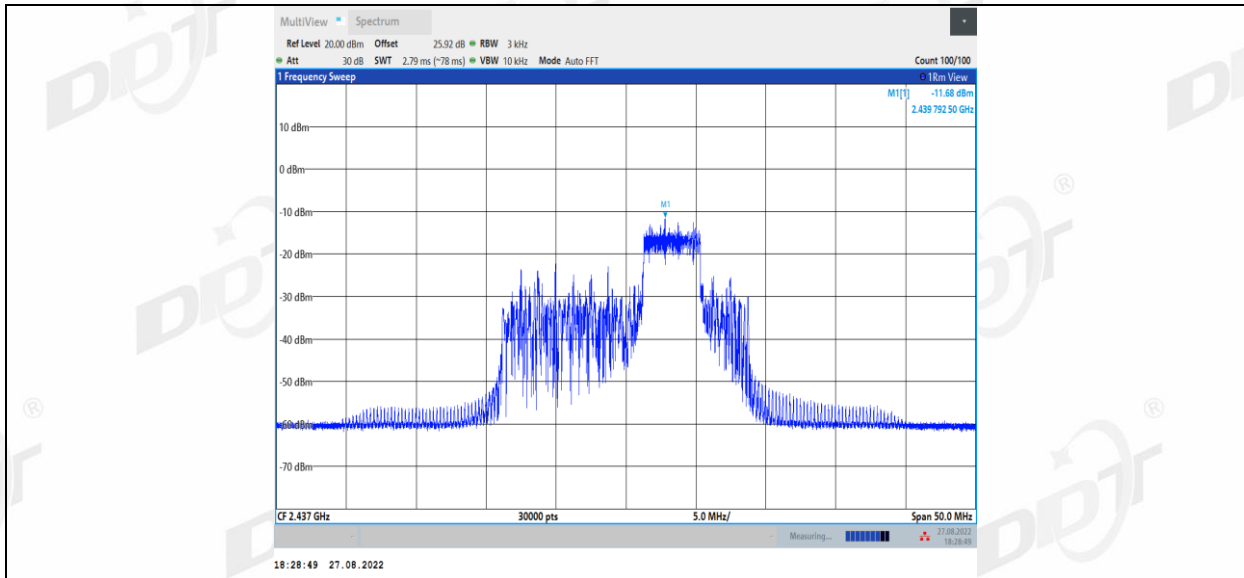 MultiView Spectrum
Ref Level 20.00 dBm Offset 25.92 dB RBW 3 kHz
Att 30 dB SWT 2.79 ms (~78 ms) VBW 10 kHz Mode Auto FFT Count 100/100
1 Frequency Sweep 1Rm View
M1[1] -11.68 dBm
2.439 792 50 GHz
10 dBm
0 dBm
M1
-10 dBm
-20 dBm
-30 dBm
-40 dBm
-50 dBm
-60 dBm
-70 dBm
CF 2.437 GHz 30000 pts 5.0 MHz/ Span 50.0 MHz
Measuring... 27.08.2022
18:28:49
18:28:49 27.08.2022
DDT ®